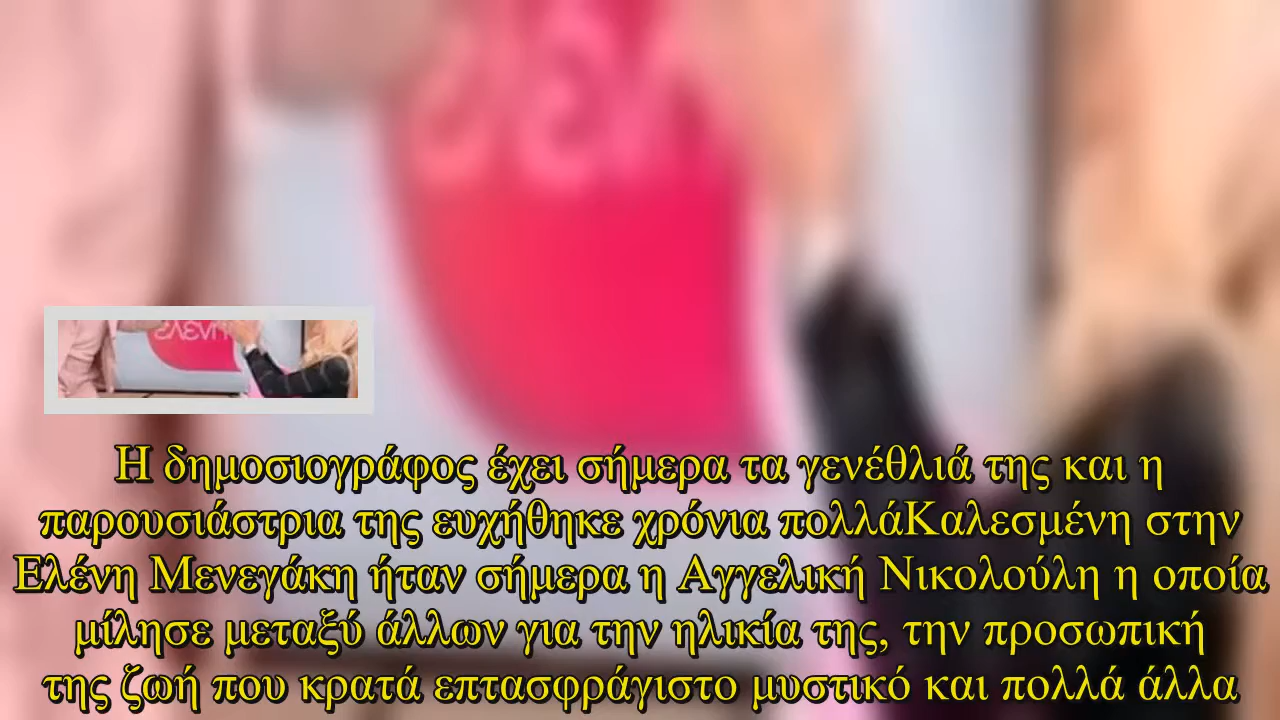 ελενη
Η δημοσιογράφος έχει σήμερα τα γενέθλιά της και η
παρουσιάστρια της ευχήθηκε χρόνια πολλάΚαλεσμένη στην
Ελένη Μενεγάκη ήταν σήμερα η Αγγελική Νικολούλη η οποία
μίλησε μεταξύ άλλων για την ηλικία της, την προσωπική
της ζωή που κρατά επτασφράγιστο μυστικό και πολλά άλλα